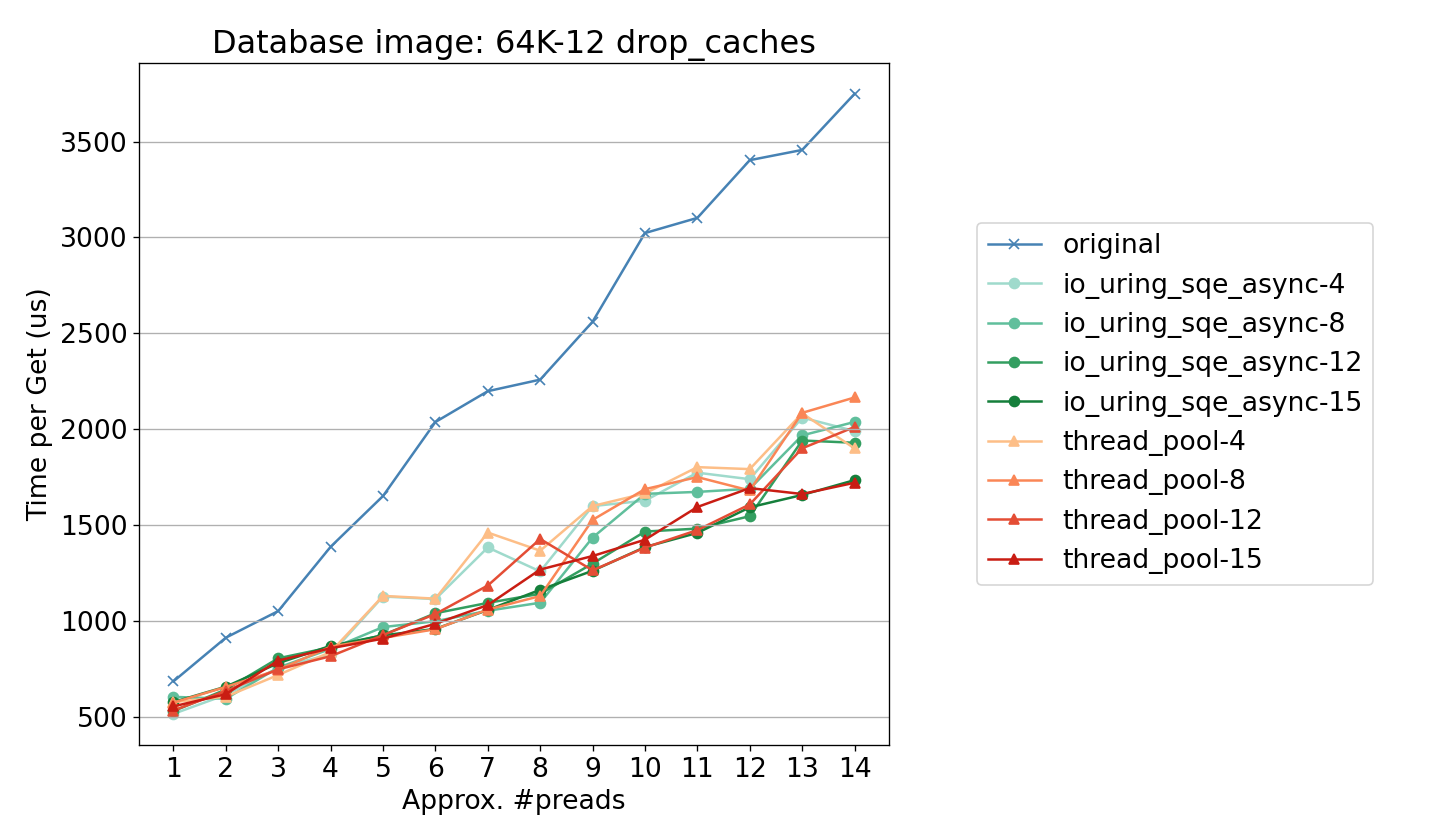 Database image: 64K-12 drop_caches
Time per Get (us)
3500
3000
2500
2000
1500
1000
500
1 2 3 4 5 6 7 8 9 10 11 12 13 14
Approx. #preads
original
io_uring_sqe_async-4
io_uring_sqe_async-8
io_uring_sqe_async-12
io_uring_sqe_async-15
thread_pool-4
thread_pool-8
thread_pool-12
thread_pool-15